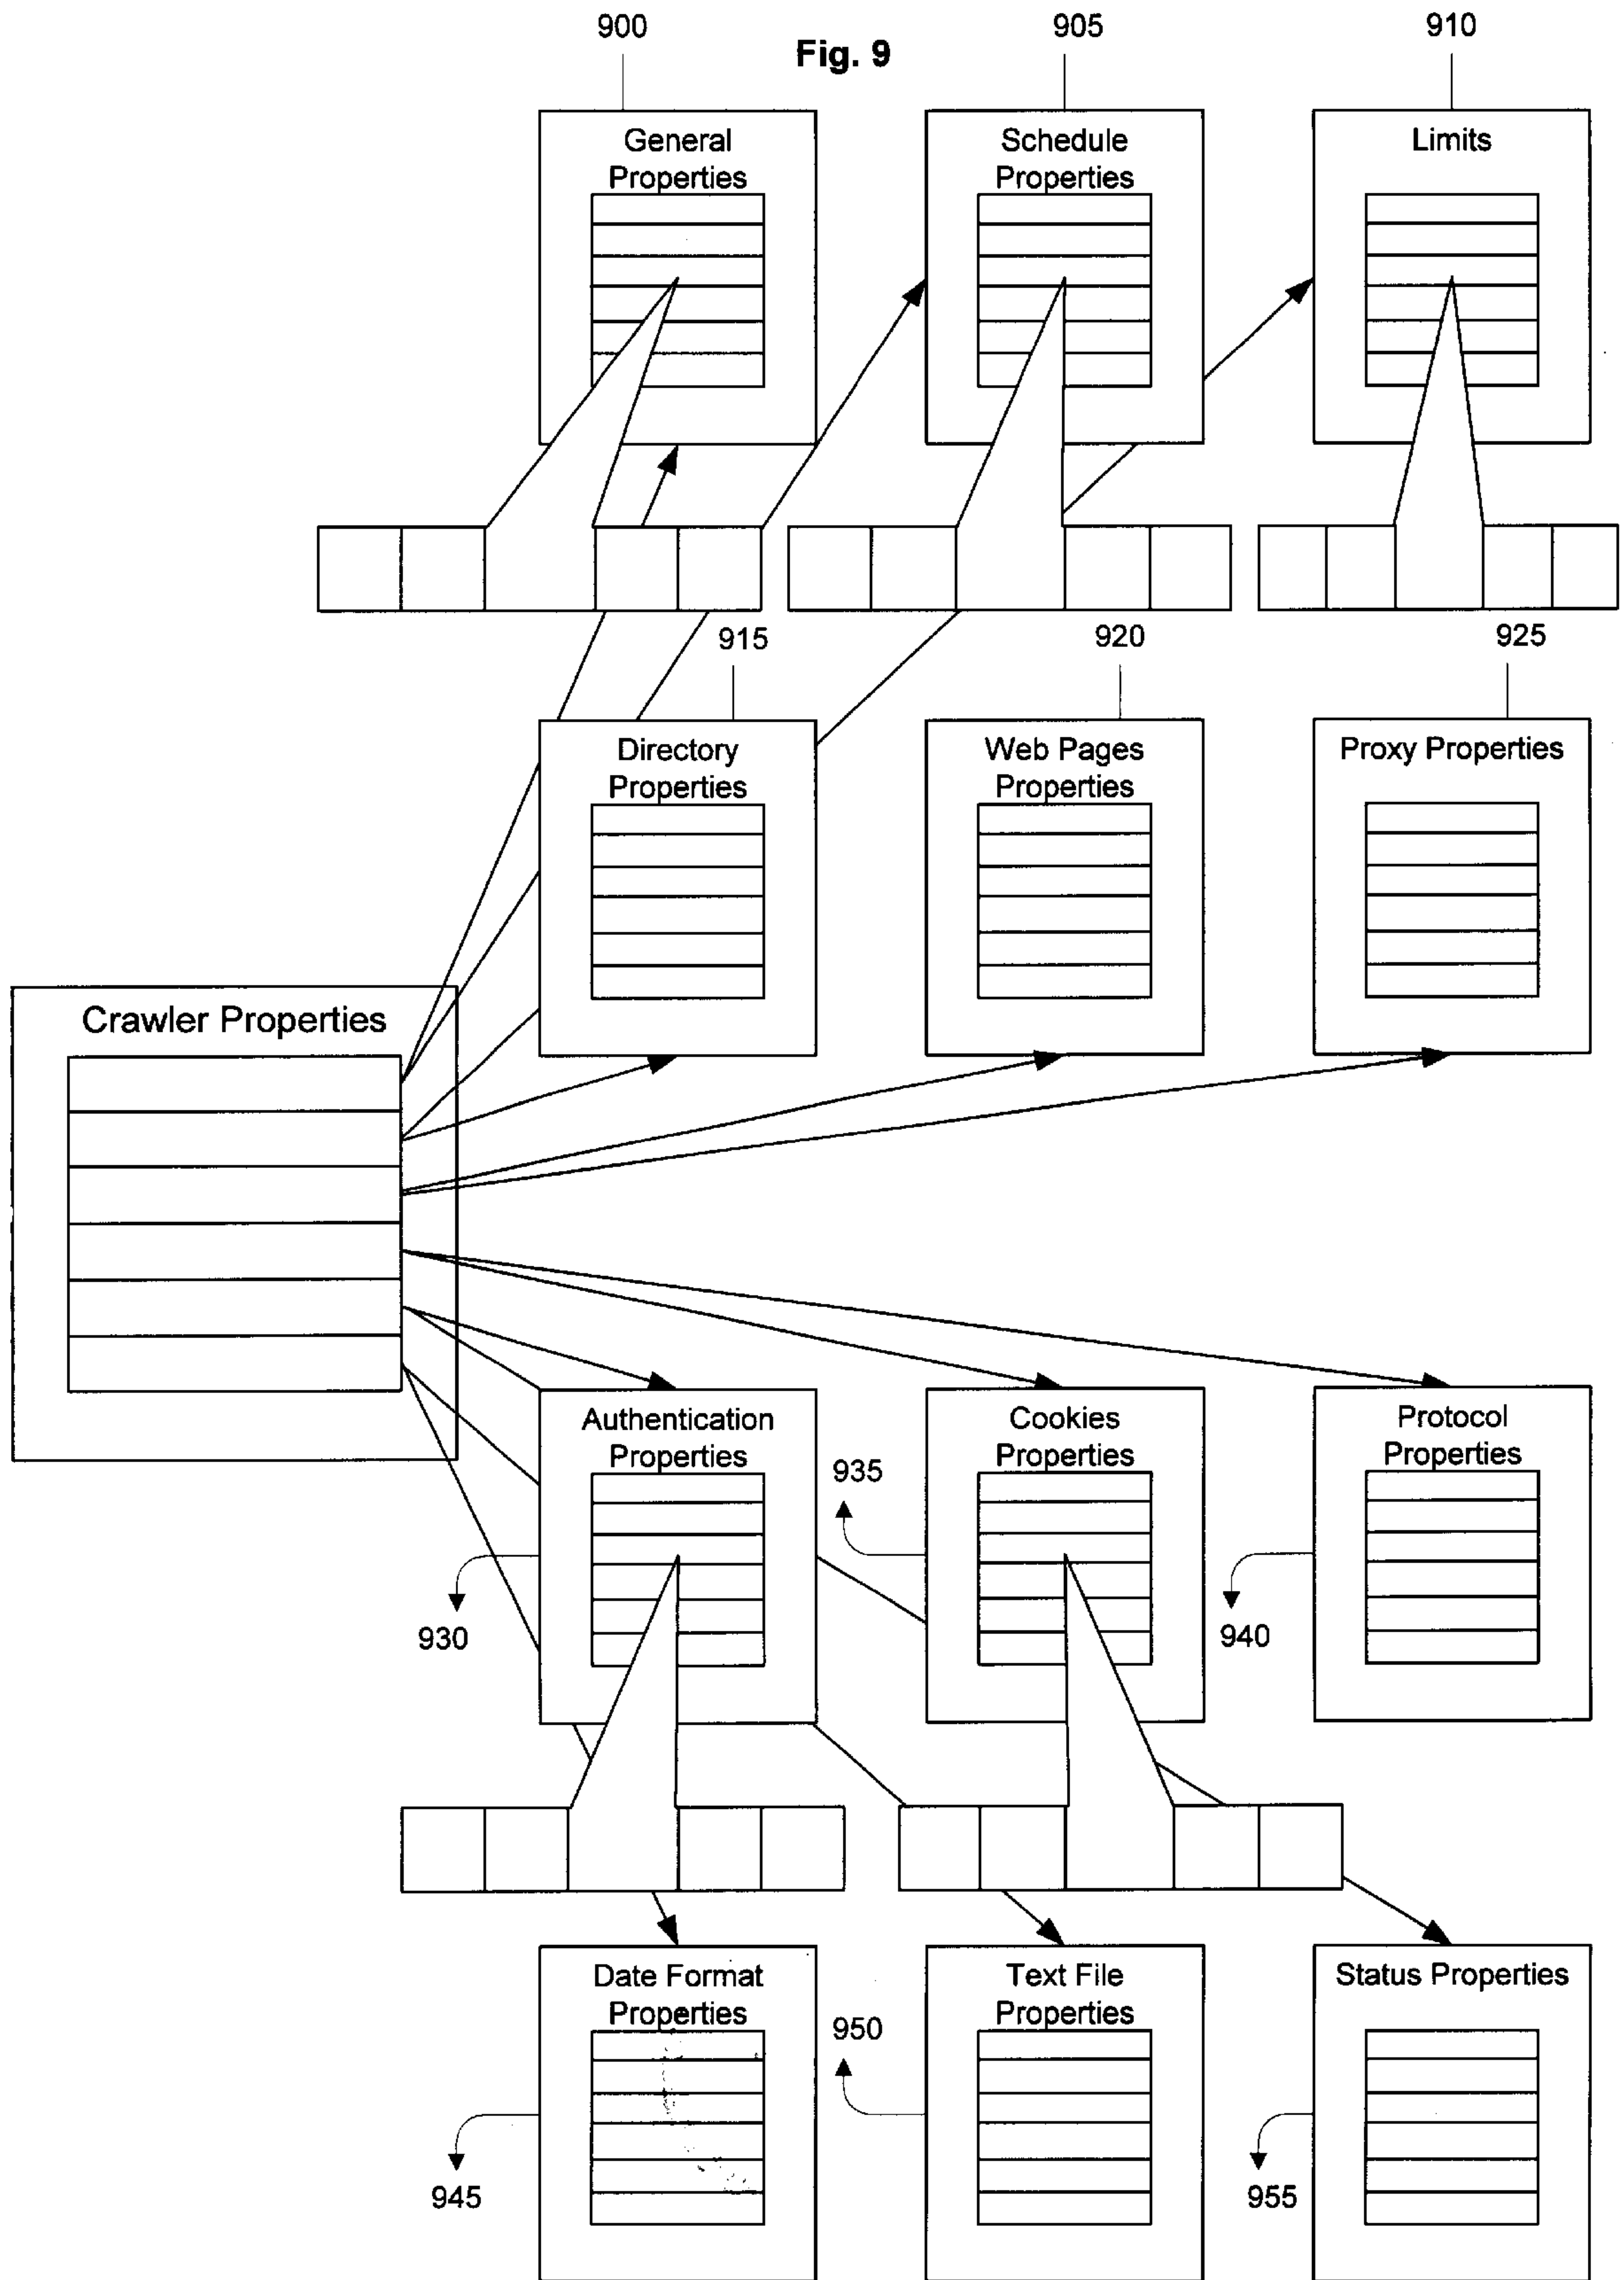 Fig. 9
900
905
910
General
Properties
Schedule
Properties
Limits
915
920
925
Directory
Properties
Web Pages
Properties
Proxy Properties
Crawler Properties
Authentication
Properties
Cookies
Properties
Protocol
Properties
930
935
940
Date Format
Properties
Text File
Properties
Status Properties
945
950
955